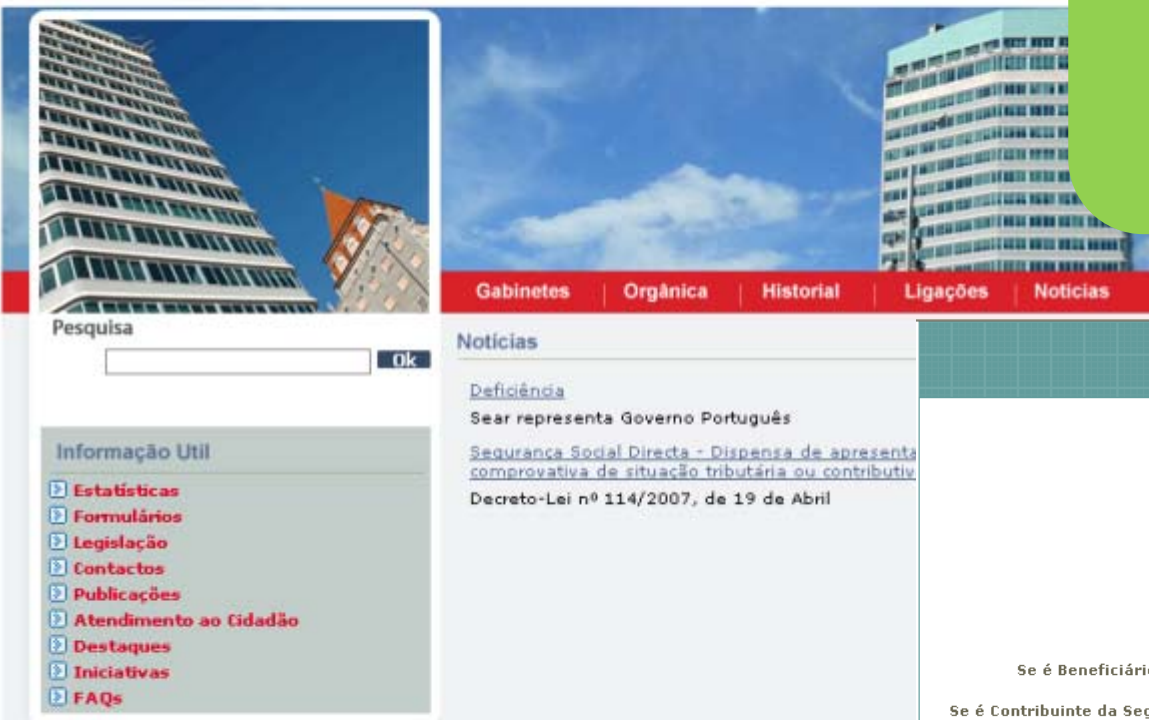 Gabinetes | Orgânica | Historial | Ligações | Noticias
Pesquisa
Ok
Informação Util
Estatísticas
Formulários
Legislação
Contactos
Publicações
Atendimento ao Cidadão
Destaques
Iniciativas
FAQs
Notícias
Deficiência
Sear representa Governo Português
Segurança Social Directa - Dispensa de apresenta
comprovativa de situação tributária ou contributiv
Decreto-Lei nº 114/2007, de 19 de Abril
Se é Beneficiári
Se é Contribuinte da Seg